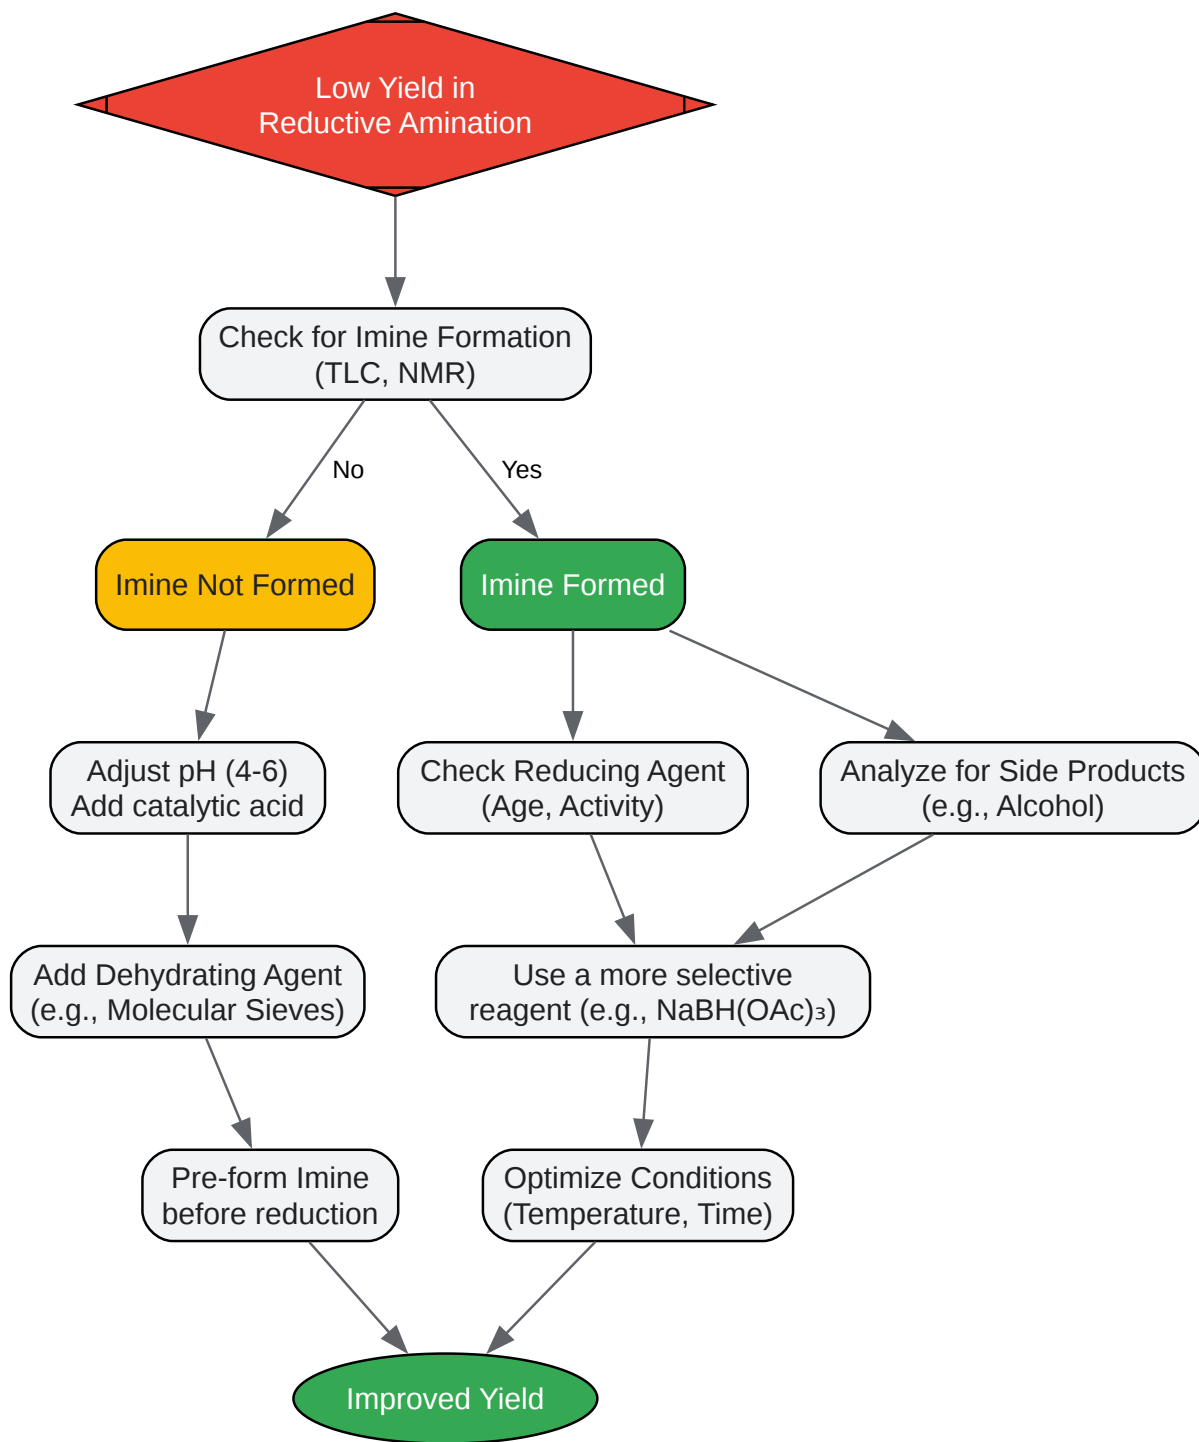 Low Yield in
Reductive Amination
Check for Imine Formation
(TLC, NMR)
No
Yes
Imine Not Formed
Imine Formed
Adjust pH (4-6)
Add catalytic acid
Check Reducing Agent
(Age, Activity)
Analyze for Side Products
(e.g., Alcohol)
Add Dehydrating Agent
(e.g., Molecular Sieves)
Use a more selective
reagent (e.g., NaBH(OAc)₃)
Pre-form Imine
before reduction
Optimize Conditions
(Temperature, Time)
Improved Yield